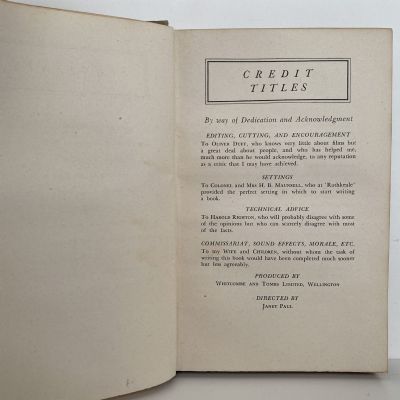 CREDIT
TITLES
By way of Dedication and Acknowledgment
EDITING, CUTTING, AND ENCOURAGEMENT
To OLIVER DUFF, who knows very little about films but
a great deal about people, and who has helped me,
much more than he would acknowledge, to any reputation
as a critic that I may have achieved.
SETTINGS
To COLONEL and MRS H. B. MAUNSELL, who at "Rothkeale"
provided the perfect setting in which to start writing
a book.
TECHNICAL ADVICE
To HAROLD RIGHTON, who will probably disagree with some
of the opinions but who can scarcely disagree with most
of the facts.
COMMISSARIAT, SOUND EFFECTS, MORALE, ETC.
To my WIFE and CHILDREN, without whom the task of
writing this book would have been completed much sooner
but less agreeably.
PRODUCED BY
WHITCOMBE AND TOMBS LIMITED, WELLINGTON
DIRECTED BY
JANET PAUL